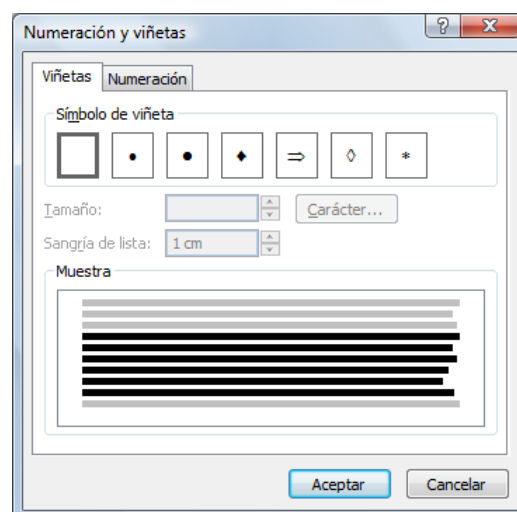 Numeración y viñetas
Viñetas Numeración
Símbolo de viñeta
Tamaño: Carácter...
Sangría de lista: 1 cm
Muestra
Aceptar Cancelar